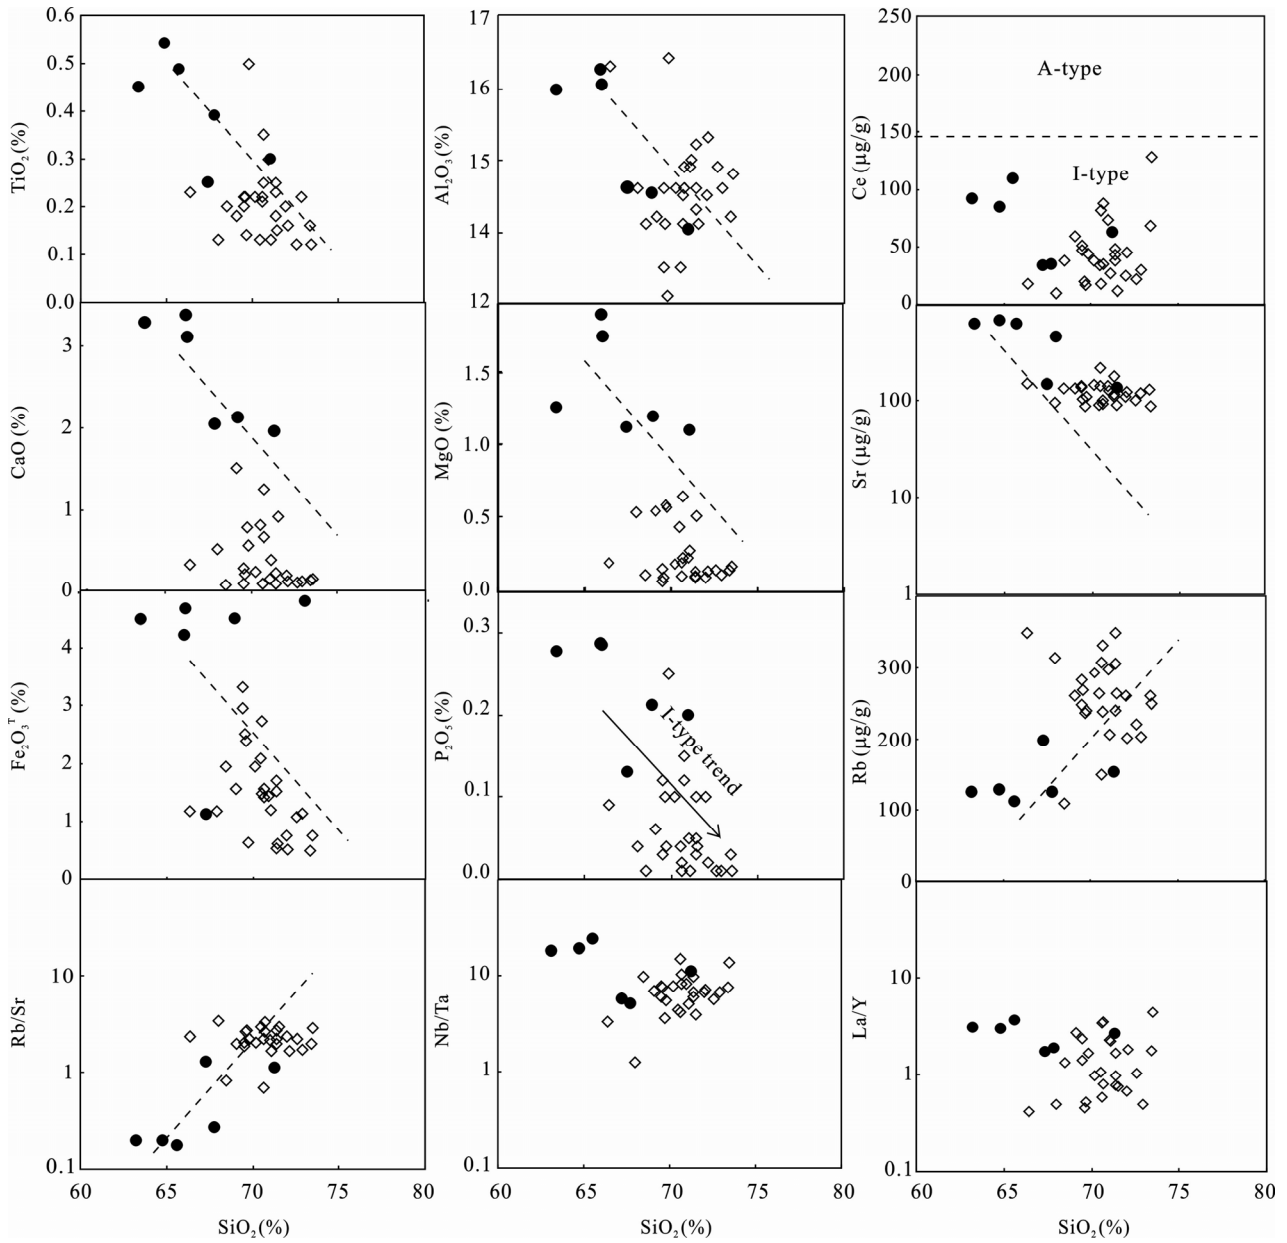 0.6
0.5
0.4
0.3
0.2
0.1
0.0
TiO2 (%)
17
16
15
14
12
Al2O3 (%)
250
200
150
100
50
0
Ce (μg/g)
A-type
I-type
3
2
1
0
CaO (%)
1.5
1.0
0.5
0.0
MgO (%)
100
10
1
Sr (μg/g)
4
3
2
1
0
Fe2O3T (%)
0.3
0.2
0.1
0.0
P2O5 (%)
I-type trend
300
200
100
0
Rb (μg/g)
10
1
0.1
Rb/Sr
60 65 70 75 80
SiO2 (%)
10
1
0.1
Nb/Ta
60 65 70 75 80
SiO2 (%)
10
1
0.1
La/Y
65 70 75 80
SiO2 (%)